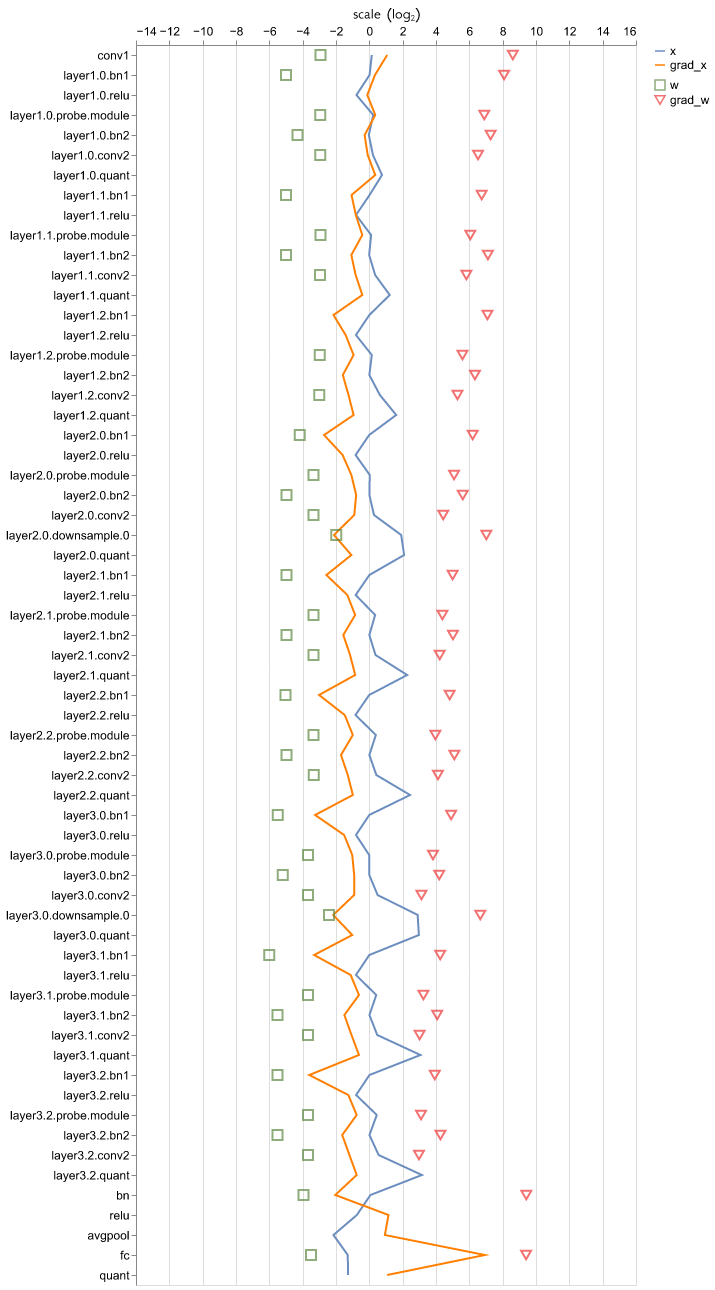 scale (log₂)
−14 −12 −10 −8 −6 −4 −2 0 2 4 6 8 10 12 14 16
x
grad_x
w
grad_w
conv1
layer1.0.bn1
layer1.0.relu
layer1.0.probe.module
layer1.0.bn2
layer1.0.conv2
layer1.0.quant
layer1.1.bn1
layer1.1.relu
layer1.1.probe.module
layer1.1.bn2
layer1.1.conv2
layer1.1.quant
layer1.2.bn1
layer1.2.relu
layer1.2.probe.module
layer1.2.bn2
layer1.2.conv2
layer1.2.quant
layer2.0.bn1
layer2.0.relu
layer2.0.probe.module
layer2.0.bn2
layer2.0.conv2
layer2.0.downsample.0
layer2.0.quant
layer2.1.bn1
layer2.1.relu
layer2.1.probe.module
layer2.1.bn2
layer2.1.conv2
layer2.1.quant
layer2.2.bn1
layer2.2.relu
layer2.2.probe.module
layer2.2.bn2
layer2.2.conv2
layer2.2.quant
layer3.0.bn1
layer3.0.relu
layer3.0.probe.module
layer3.0.bn2
layer3.0.conv2
layer3.0.downsample.0
layer3.0.quant
layer3.1.bn1
layer3.1.relu
layer3.1.probe.module
layer3.1.bn2
layer3.1.conv2
layer3.1.quant
layer3.2.bn1
layer3.2.relu
layer3.2.probe.module
layer3.2.bn2
layer3.2.conv2
layer3.2.quant
bn
relu
avgpool
fc
quant